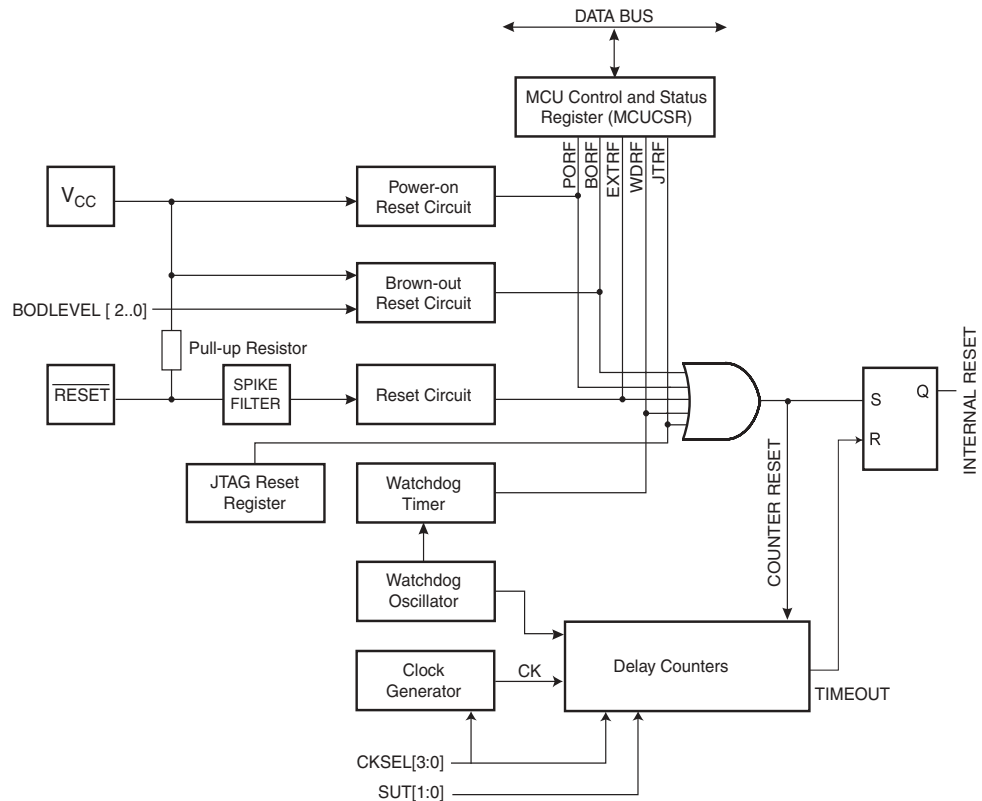 DATA BUS
MCU Control and Status
Register (MCUCSR)
PORF
BORF
EXTRF
WDRF
JTRF
VCC
Power-on
Reset Circuit
Brown-out
Reset Circuit
BODLEVEL [ 2..0]
Pull-up Resistor
RESET
SPIKE
FILTER
Reset Circuit
JTAG Reset
Register
Watchdog
Timer
Watchdog
Oscillator
Clock
Generator
CK
Delay Counters
COUNTER RESET
S
R
Q
INTERNAL RESET
TIMEOUT
CKSEL[3:0]
SUT[1:0]